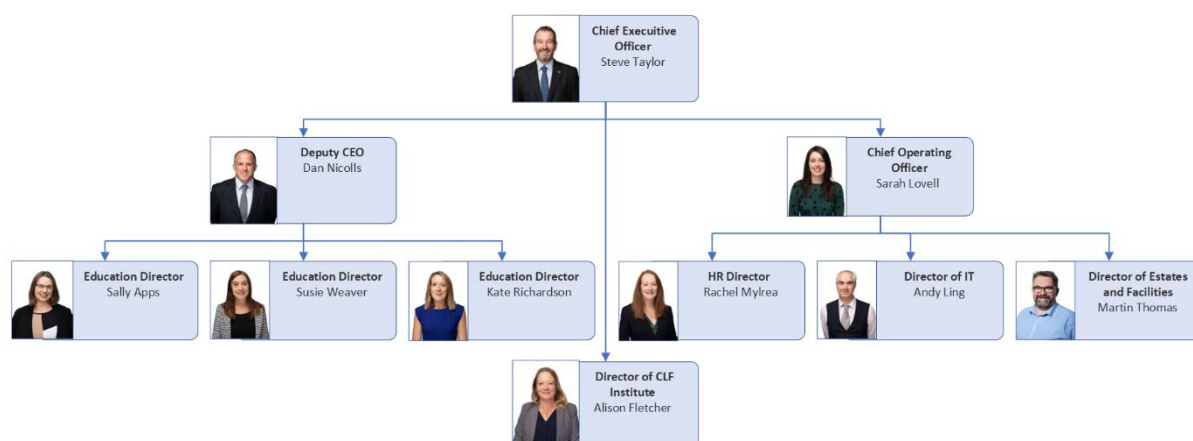 Chief Executive
Officer
Steve Taylor
Deputy CEO
Dan Nicolls
Chief Operating
Officer
Sarah Lovell
Education Director
Sally Apps
Education Director
Susie Weaver
Education Director
Kate Richardson
HR Director
Rachel Mylrea
Director of IT
Andy Ling
Director of Estates
and Facilities
Martin Thomas
Director of CLF
Institute
Alison Fletcher